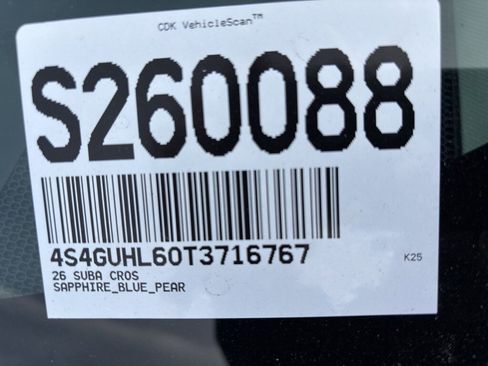 CDK VehicleScan™
S260088
4S4GUHL60T3716767
K25
26 SUBA CROS
SAPPHIRE_BLUE_PEAR